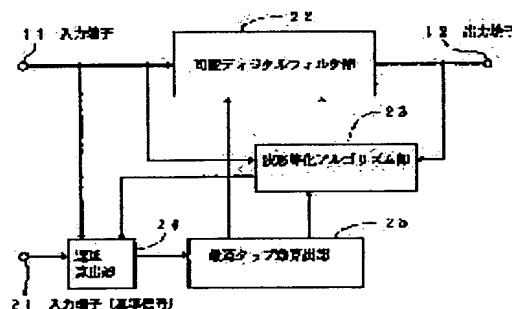 22
11 入力端子
12 出力端子
可変ディジタルフィルタ部
23
波形等化アルゴリズム部
24
25
遅延
算出部
最適タップ数算出部
21 入力端子(基準信号)